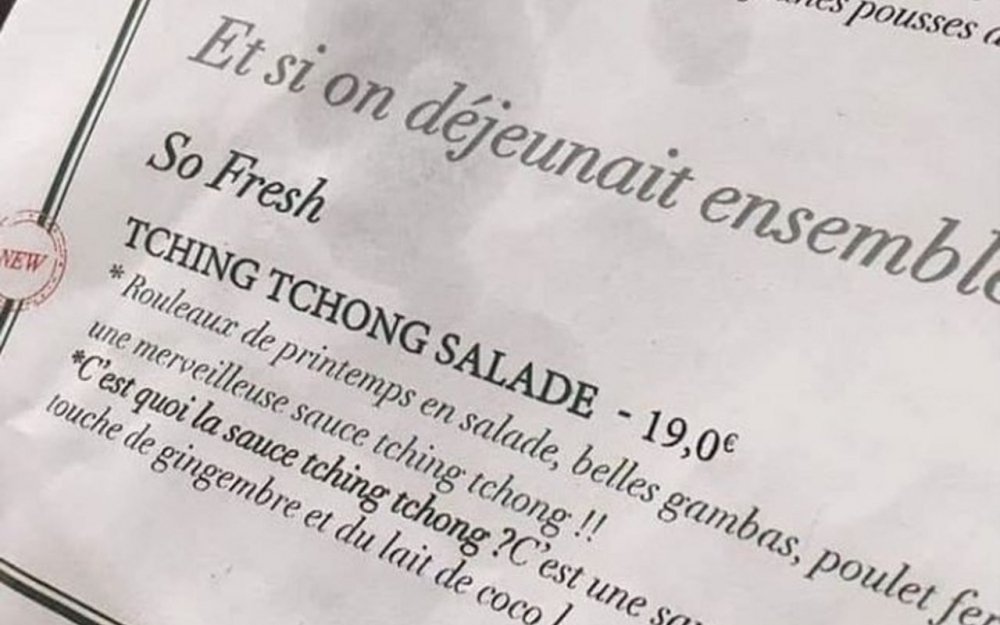 pousses
Et si on déjeunait ensemble
So Fresh
NEW
TCHING TCHONG SALADE - 19,0€
* Rouleaux de printemps en salade, belles gambas, poulet
une merveilleuse sauce tching tchong !!
*C'est quoi la sauce tching tchong ?C'est une
touche de gingembre et du lait de coco !